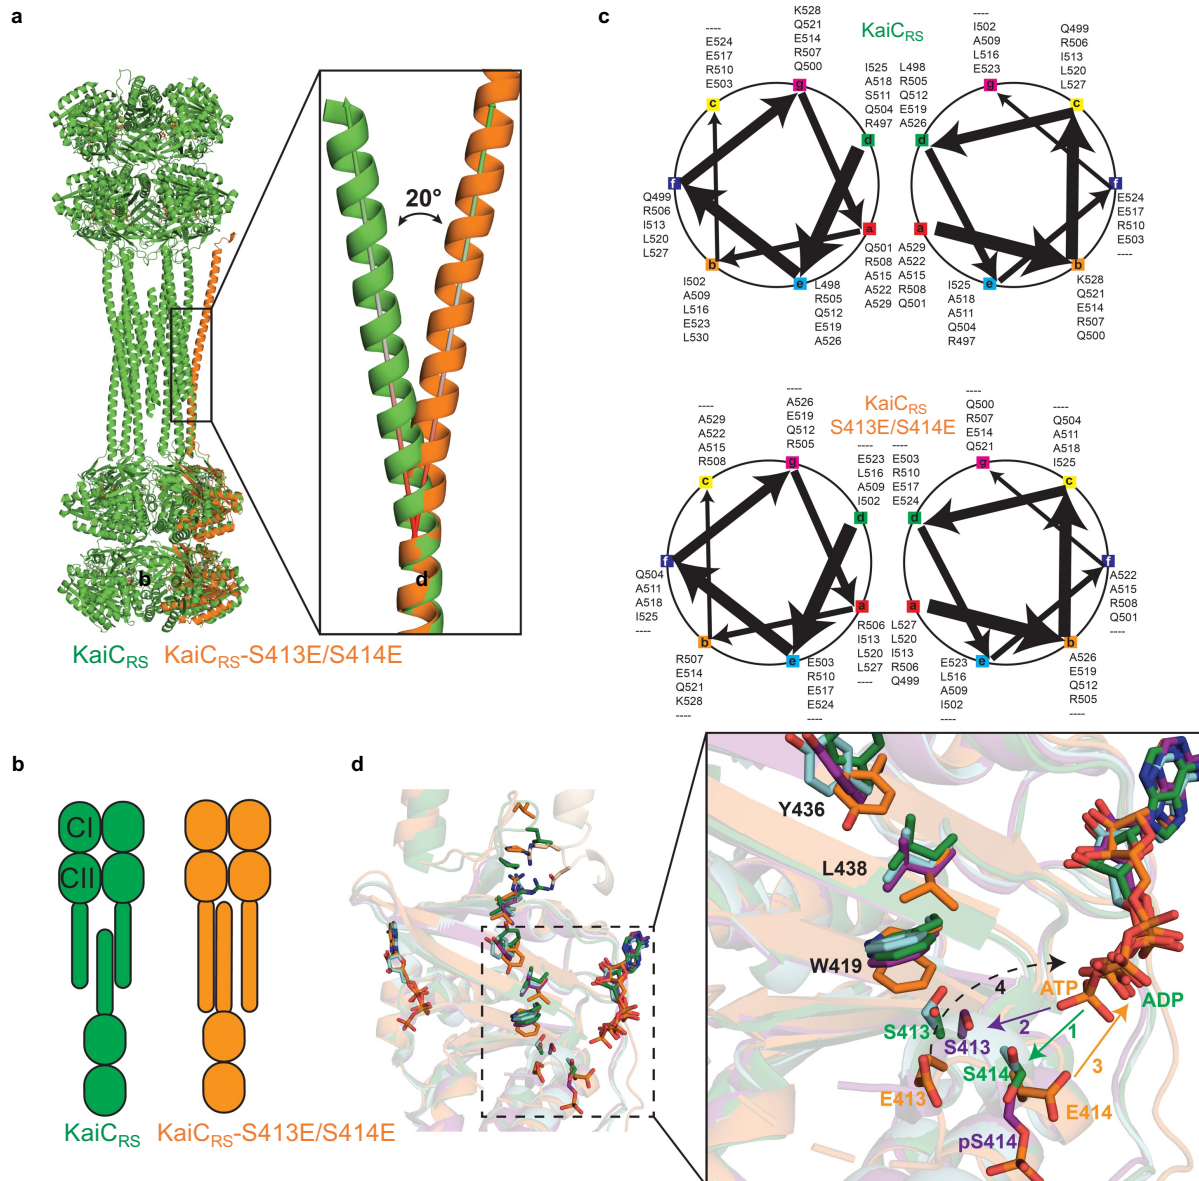 a
20°
b
d
KaiCRS KaiCRS-S413E/S414E
b
CI
CII
KaiCRS KaiCRS-S413E/S414E
c
KaiCRS
----
E524
E517
R510
E503
c
K528
Q521
E514
R507
Q500
g
I525
A518
S511
Q504
R497
d
Q499
R506
I513
L520
L527
f
Q501
R508
A515
A522
A529
a
I502
A509
L516
E523
L530
b
L498
R505
Q512
E519
A526
e
L498
R505
Q512
E519
A526
d
----
I502
A509
L516
E523
g
Q499
R506
I513
L520
L527
c
E524
E517
R510
E503
----
f
A529
A522
A515
R508
Q501
a
I525
A518
A511
Q504
R497
e
K528
Q521
E514
R507
Q500
b
KaiCRS
S413E/S414E
----
A529
A522
A515
R508
c
----
A526
E519
Q512
R505
g
----
E523
L516
A509
I502
d
Q504
A511
A518
I525
----
f
R506
I513
L520
L527
----
a
R507
E514
Q521
K528
----
b
E503
R510
E517
E524
----
e
----
E503
R510
E517
E524
d
----
Q500
R507
E514
Q521
g
----
Q504
A511
A518
I525
c
A522
A515
R508
Q501
----
f
L527
L520
I513
R506
Q499
a
E523
L516
A509
I502
----
e
A526
E519
Q512
R505
----
b
d
Y436
L438
W419
4
ATP
ADP
S413
2
S413
1
S414
3
E413
E414
pS414